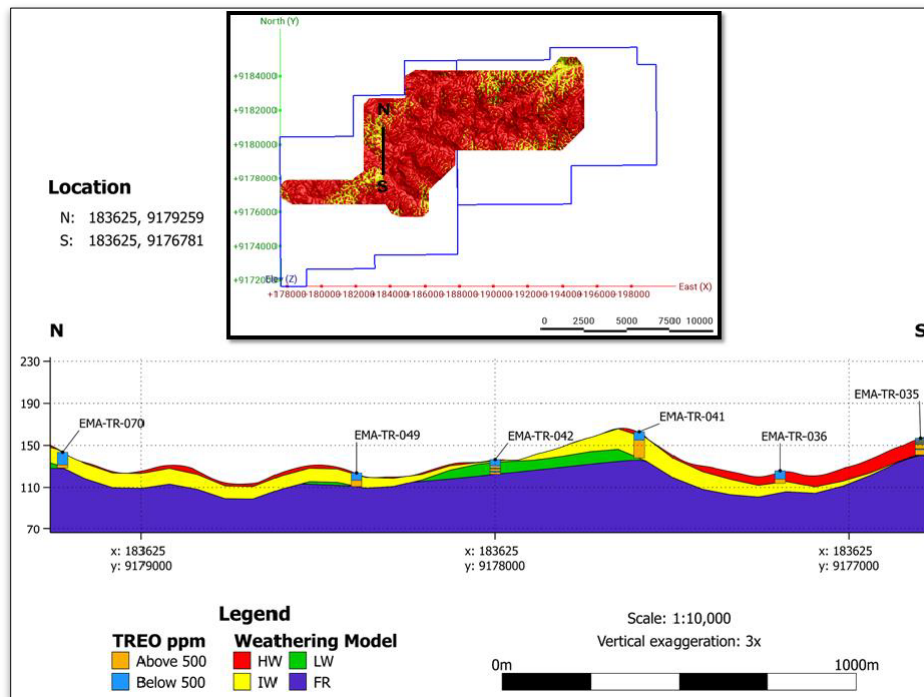 North (Y)
+9184000
+9182000
+9180000
+9178000
+9176000
+9174000
+9172000
N
S
East (X)
+178000 +180000 +182000 +184000 +186000 +188000 +190000 +192000 +194000 +196000 +198000
0 2500 5000 7500 10000
Location
N: 183625, 9179259
S: 183625, 9176781
N
S
230
190
150
110
70
EMA-TR-070
EMA-TR-049
EMA-TR-042
EMA-TR-041
EMA-TR-036
EMA-TR-035
x: 183625
y: 9179000
x: 183625
y: 9178000
x: 183625
y: 9177000
Legend
TREO ppm
Above 500
Below 500
Weathering Model
HW
LW
IW
FR
Scale: 1:10,000
Vertical exaggeration: 3x
0m
1000m